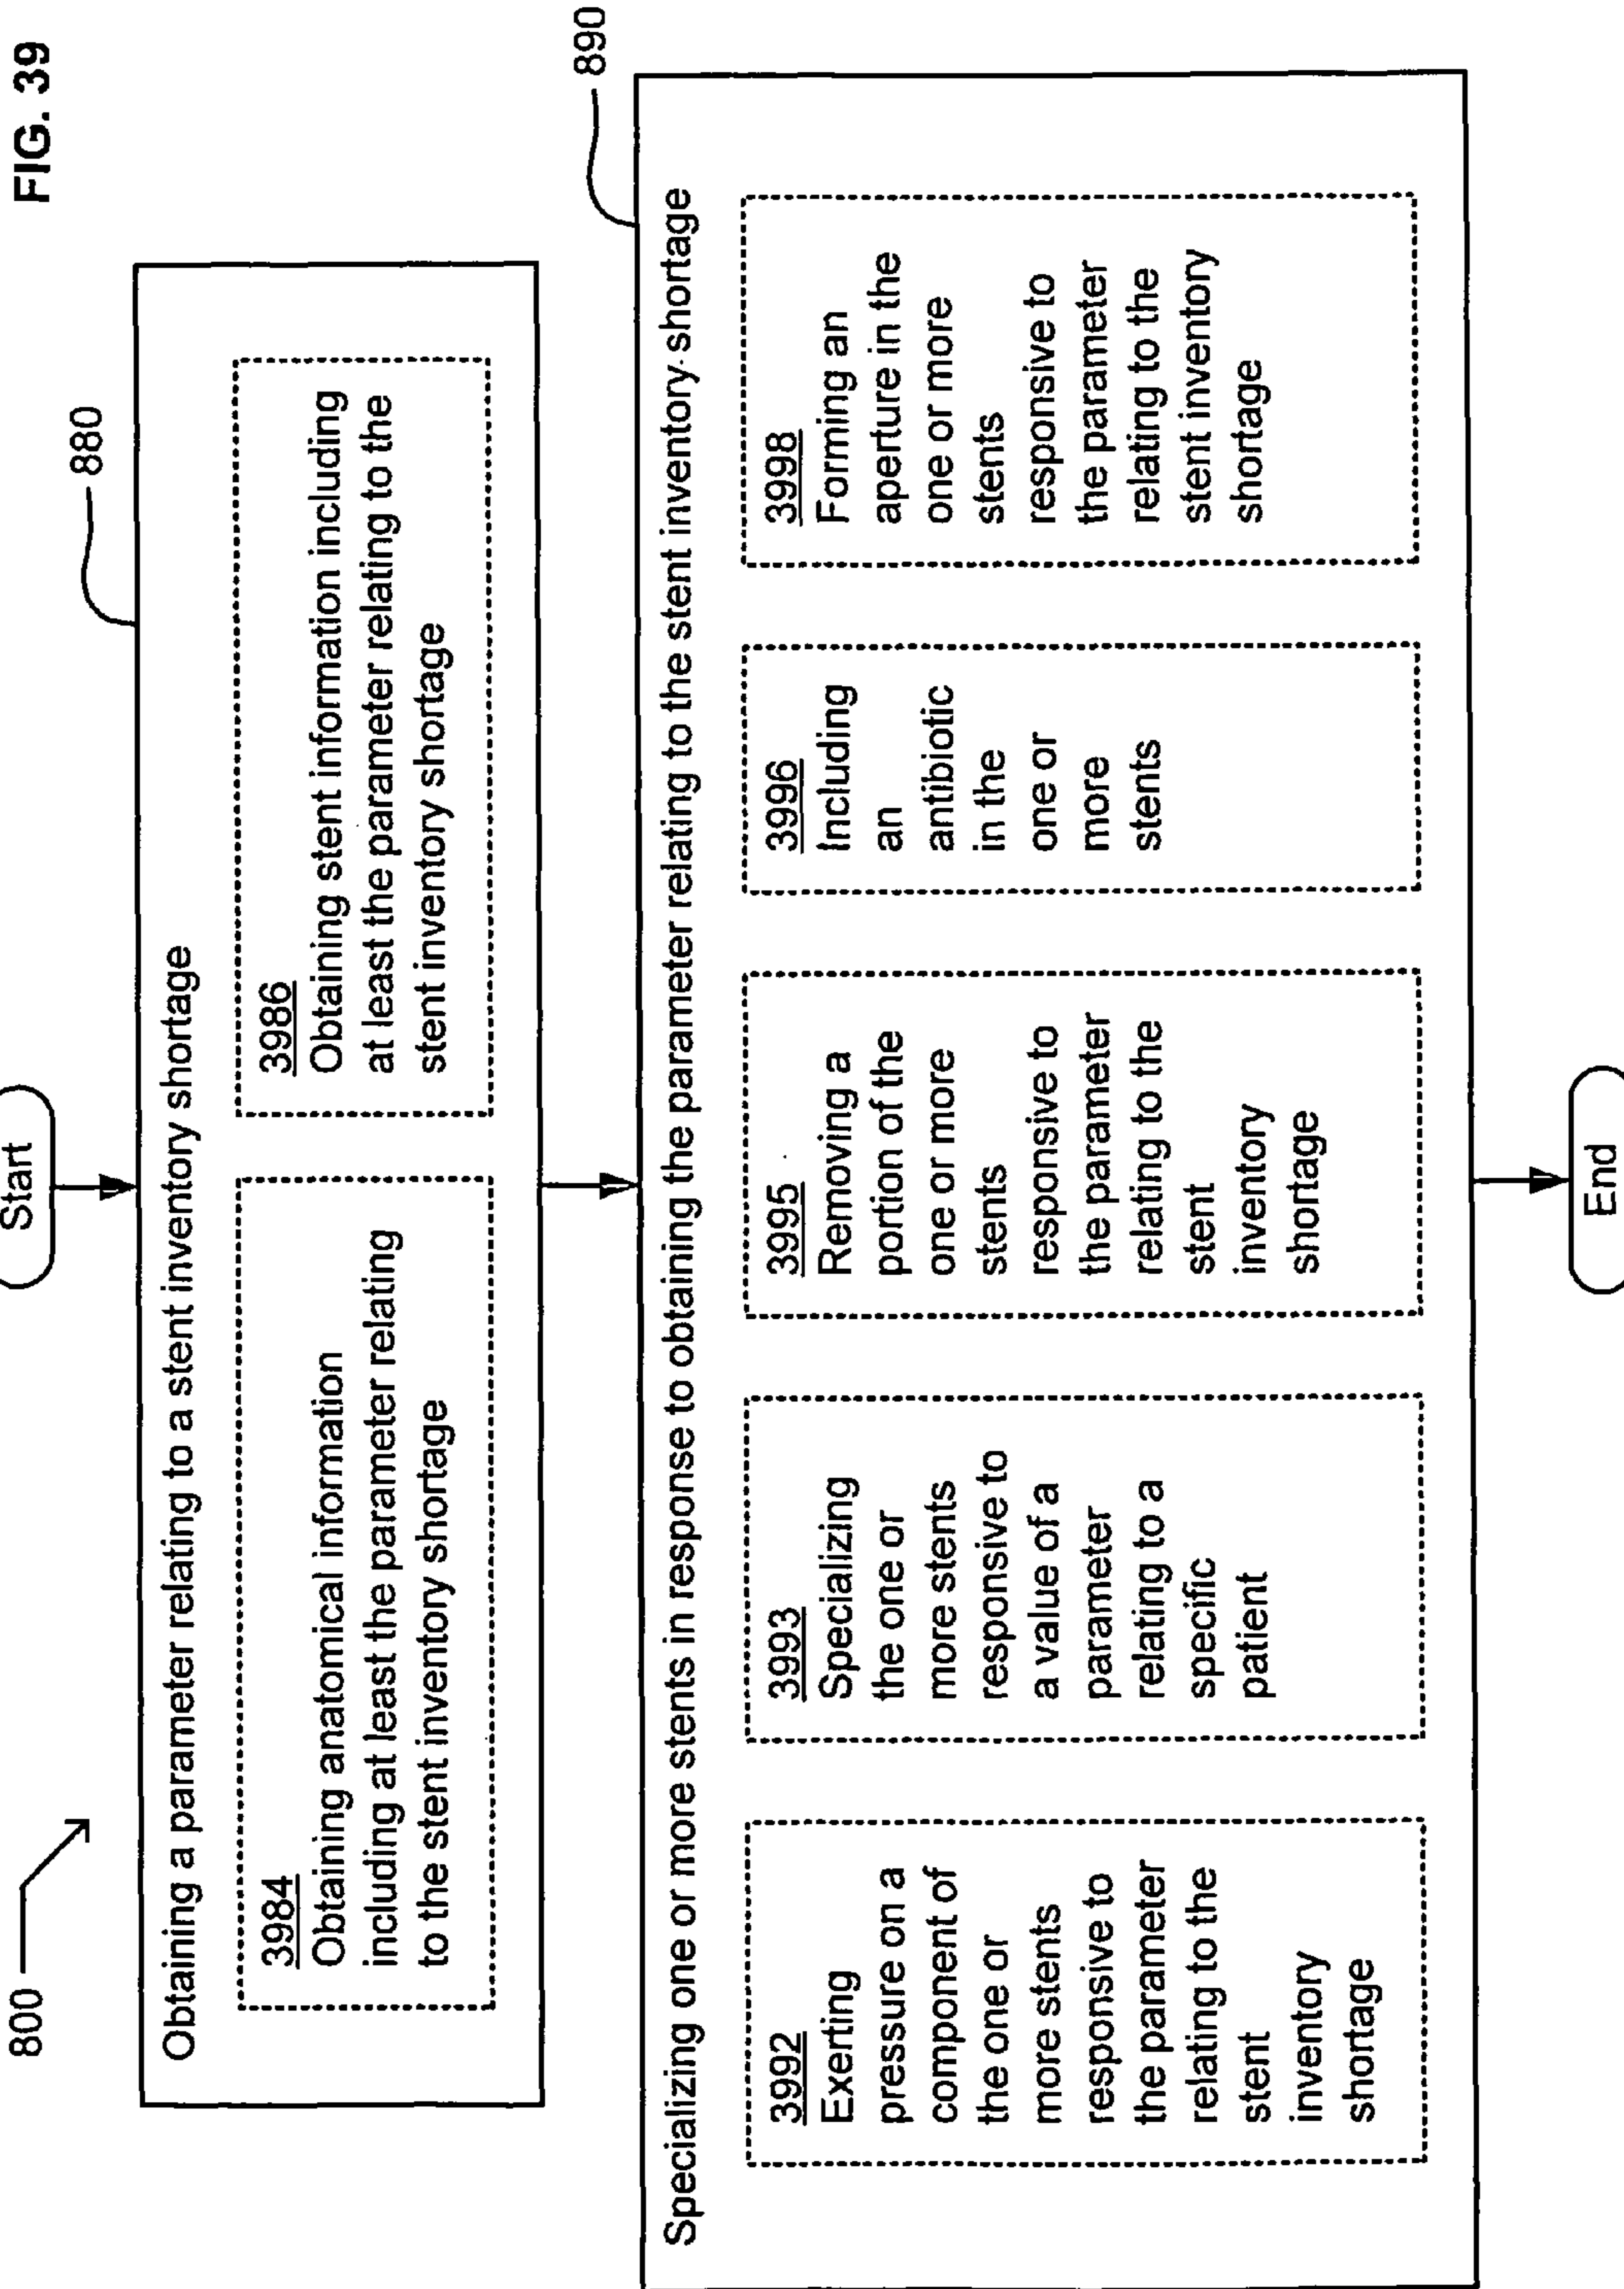 FIG. 39
800
Start
880
Obtaining a parameter relating to a stent inventory shortage
3984
Obtaining anatomical information
including at least the parameter relating
to the stent inventory shortage
3986
Obtaining stent information including
at least the parameter relating to the
stent inventory shortage
890
Specializing one or more stents in response to obtaining the parameter relating to the stent inventory shortage
3992
Exerting
pressure on a
component of
the one or
more stents
responsive to
the parameter
relating to the
stent
inventory
shortage
3993
Specializing
the one or
more stents
responsive to
a value of a
parameter
relating to a
specific
patient
3995
Removing a
portion of the
one or more
stents
responsive to
the parameter
relating to the
stent
inventory
shortage
3996
Including
an
antibiotic
in the
one or
more
stents
3998
Forming an
aperture in the
one or more
stents
responsive to
the parameter
relating to the
stent inventory
shortage
End